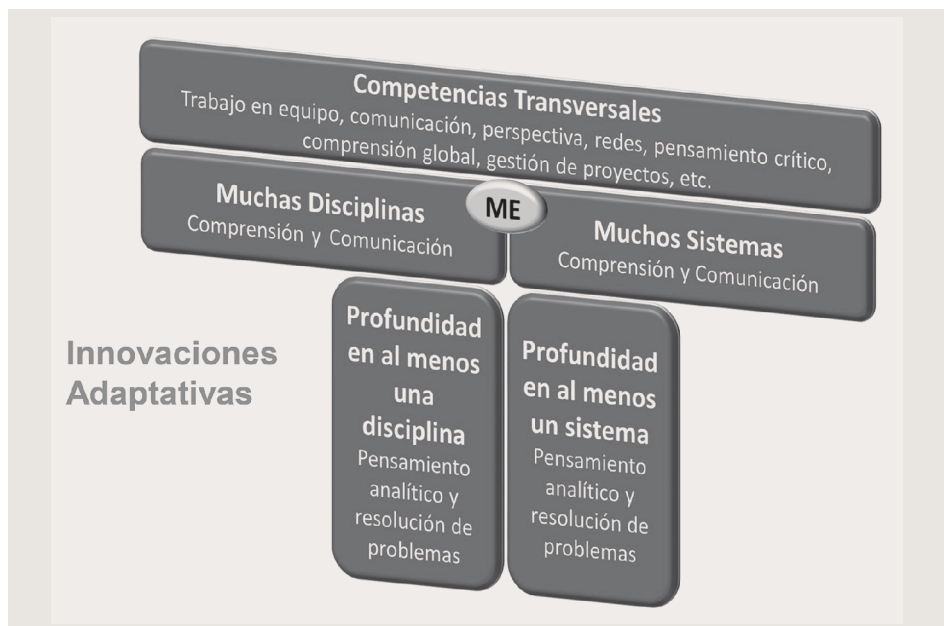 Competencias Transversales
Trabajo en equipo, comunicación, perspectiva, redes, pensamiento crítico,
comprensión global, gestión de proyectos, etc.
Muchas Disciplinas
Comprensión y Comunicación
ME
Muchos Sistemas
Comprensión y Comunicación
Innovaciones
Adaptativas
Profundidad
en al menos
una
disciplina
Pensamiento
analítico y
resolución de
problemas
Profundidad
en al menos
un sistema
Pensamiento
analítico y
resolución de
problemas